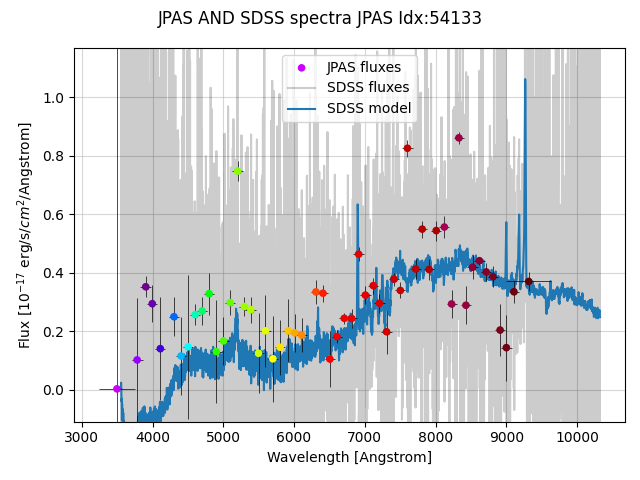 JPAS AND SDSS spectra JPAS Idx:54133
JPAS fluxes
SDSS fluxes
SDSS model
1.0
0.8
0.6
0.4
0.2
0.0
Flux [10⁻¹⁷ erg/s/cm²/Angstrom]
3000 4000 5000 6000 7000 8000 9000 10000
Wavelength [Angstrom]